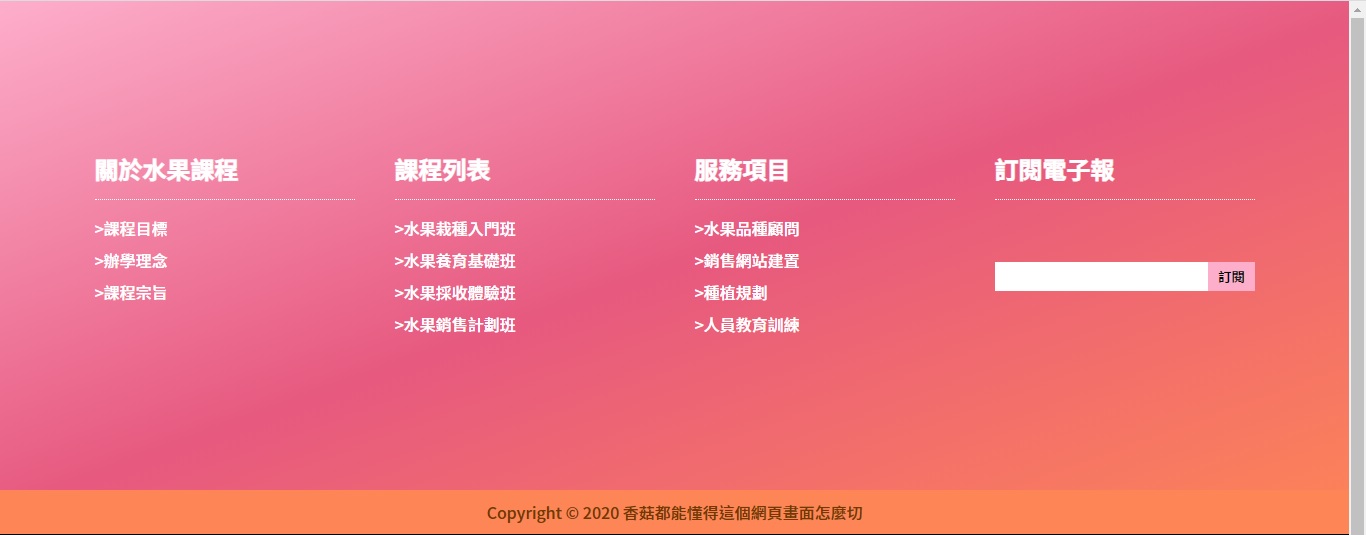 關於水果課程
>課程目標
>辦學理念
>課程宗旨
課程列表
>水果栽種入門班
>水果養育基礎班
>水果採收體驗班
>水果銷售計劃班
服務項目
>水果品種顧問
>銷售網站建置
>種植規劃
>人員教育訓練
訂閱電子報
訂閱
Copyright © 2020 香菇都能懂得這個網頁畫面怎麼切